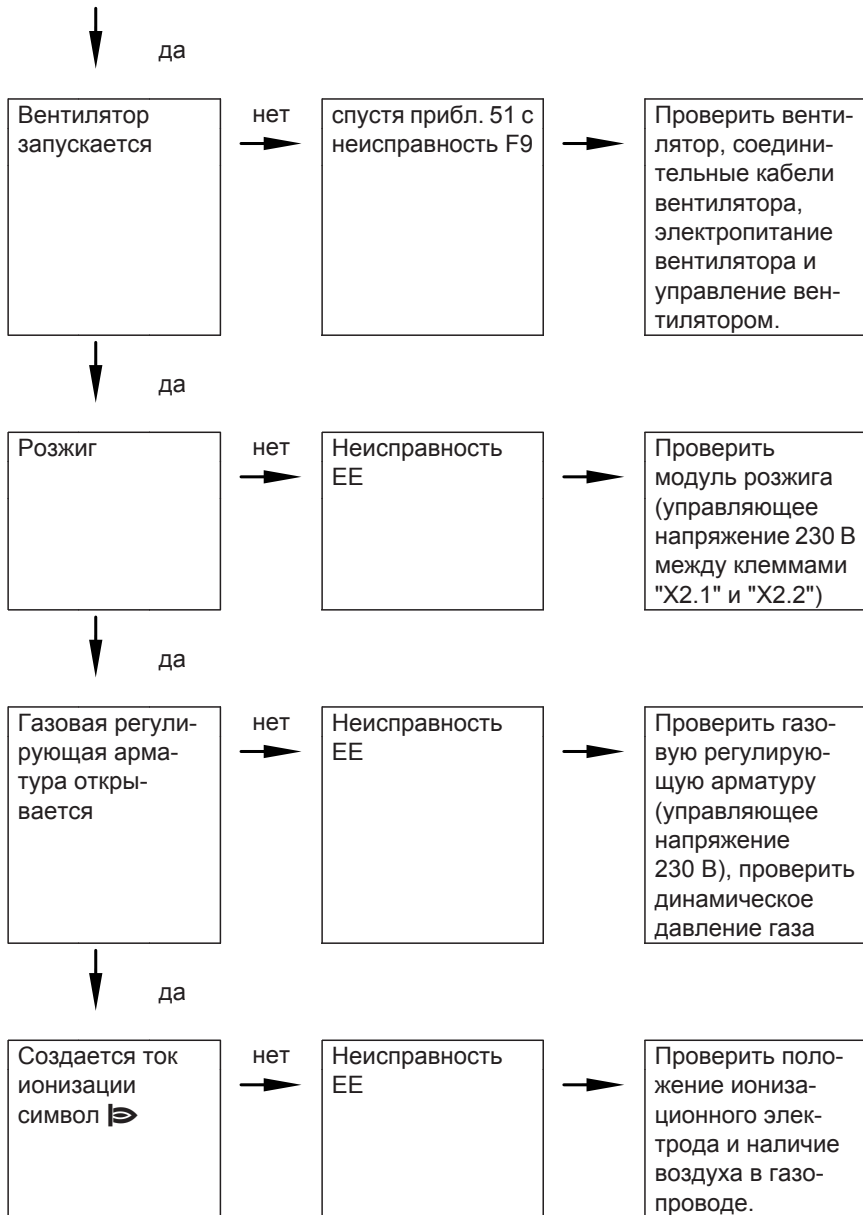 да
Вентилятор
запускается
нет
спустя прибл. 51 с
неисправность F9
Проверить венти-
лятор, соедини-
тельные кабели
вентилятора,
электропитание
вентилятора и
управление вен-
тилятором.
да
Розжиг
нет
Неисправность
EE
Проверить
модуль розжига
(управляющее
напряжение 230 В
между клеммами
"X2.1" и "X2.2")
да
Газовая регули-
рующая арма-
тура откры-
вается
нет
Неисправность
EE
Проверить газо-
вую регулирую-
щую арматуру
(управляющее
напряжение
230 В), проверить
динамическое
давление газа
да
Создается ток
ионизации
символ
нет
Неисправность
EE
Проверить поло-
жение иониза-
ционного элек-
трода и наличие
воздуха в газо-
проводе.